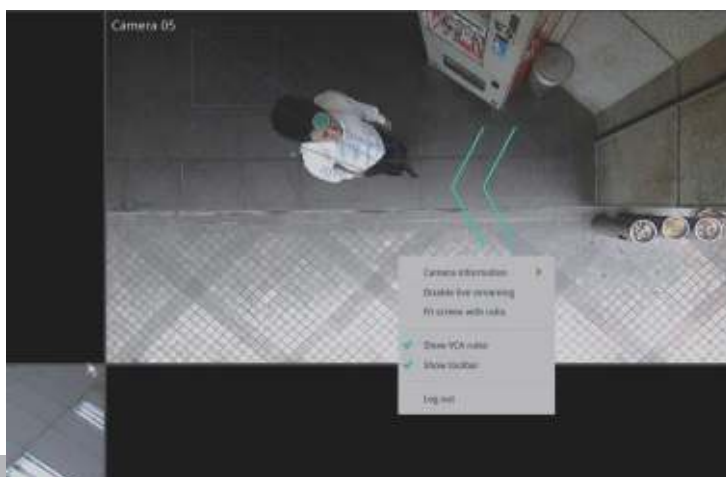 Camera 05
Camera information
Disable live streaming
Fit screen with ratio
Show VCA rules
Show toolbar
Log out